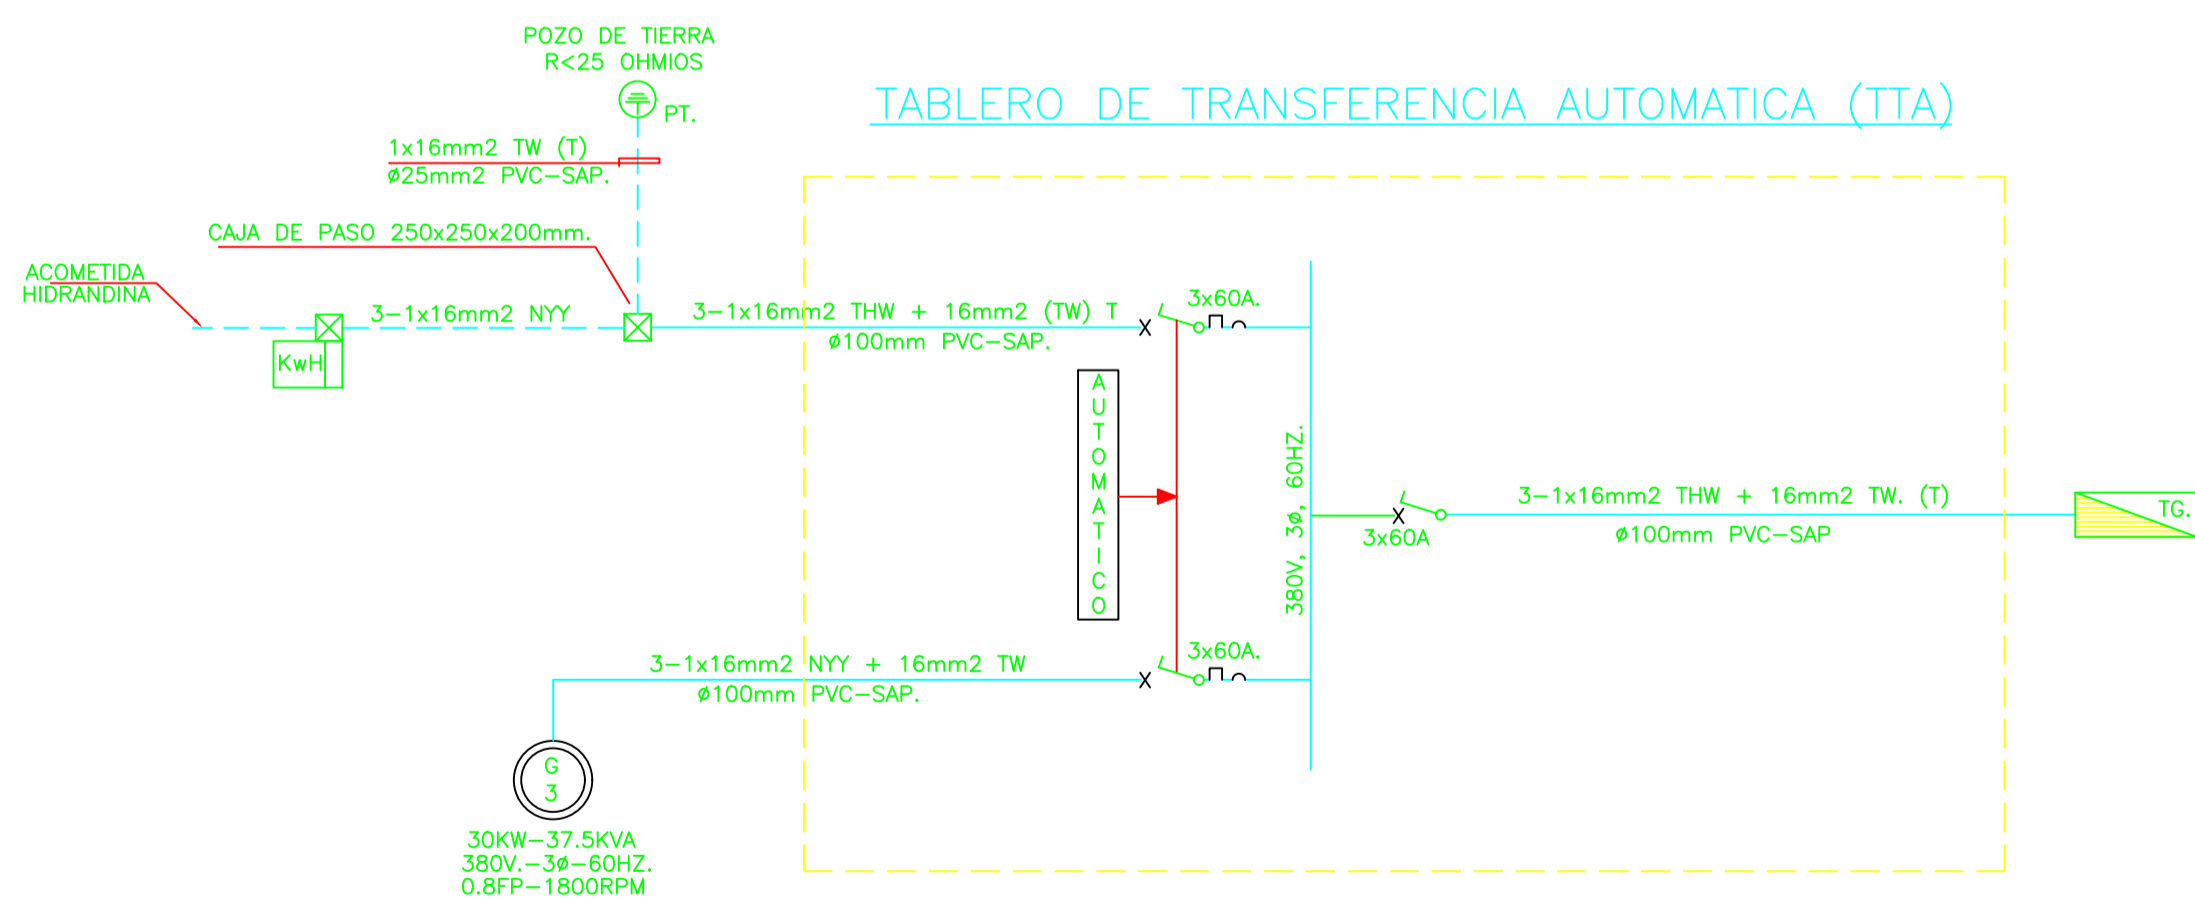 POZO DE TIERRA
R<25 OHMIOS
PT.
TABLERO DE TRANSFERENCIA AUTOMATICA (TTA)
1x16mm2 TW (T)
ø25mm2 PVC-SAP.
CAJA DE PASO 250x250x200mm.
ACOMETIDA
HIDRANDINA
3-1x16mm2 NYY
KwH
3-1x16mm2 THW + 16mm2 (TW) T
ø100mm PVC-SAP.
3x60A.
AUTOMATICO
380V, 3ø, 60HZ.
3x60A
3-1x16mm2 THW + 16mm2 TW. (T)
ø100mm PVC-SAP
TG.
3-1x16mm2 NYY + 16mm2 TW
ø100mm PVC-SAP.
3x60A.
G
3
30KW-37.5KVA
380V.-3ø-60HZ.
0.8FP-1800RPM